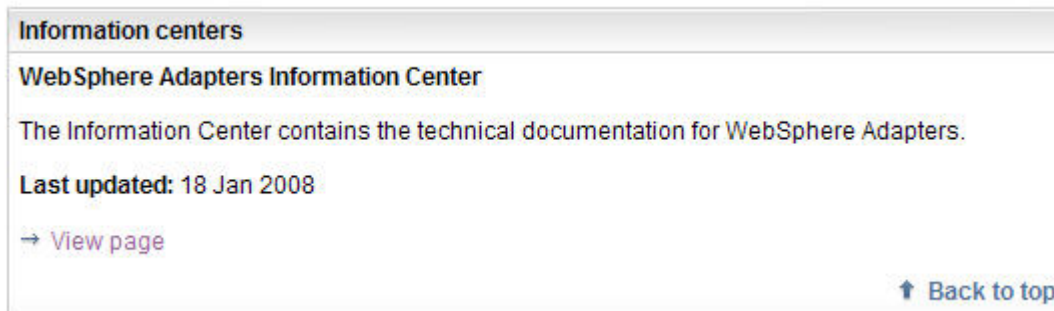 Information centers
WebSphere Adapters Information Center
The Information Center contains the technical documentation for WebSphere Adapters.
Last updated: 18 Jan 2008
→ View page
↑ Back to top